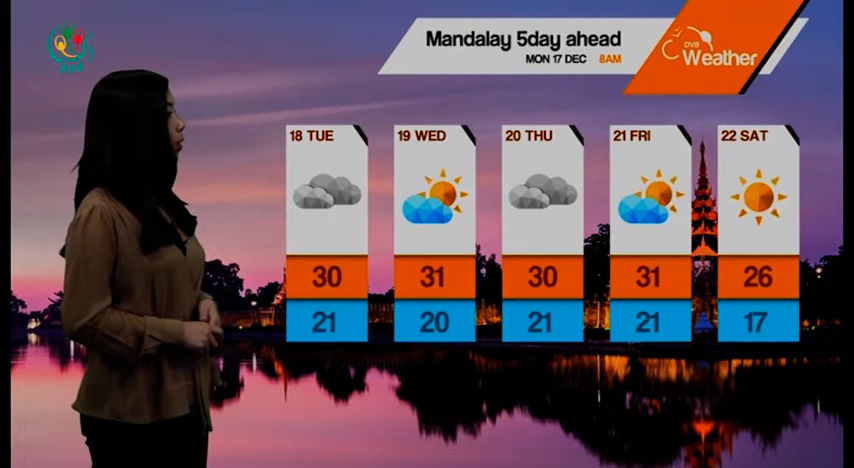 Mandalay 5day ahead
MON 17 DEC 8AM
DVB
Weather
18 TUE
30
21
19 WED
31
20
20 THU
30
21
21 FRI
31
21
22 SAT
26
17